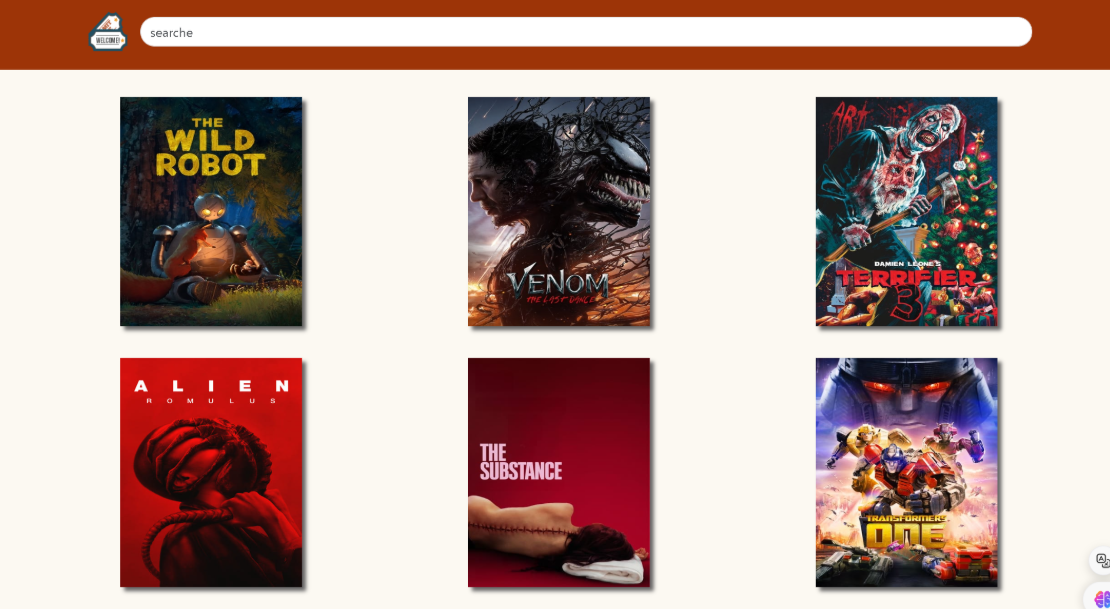 WELCOME!
searche
THE
WILD
ROBOT
VENOM
THE LAST DANCE
ART
DAMIEN LEONE'S
TERRIFIER
3
ALIEN
ROMULUS
THE
SUBSTANCE
TRANSFORMERS
ONE